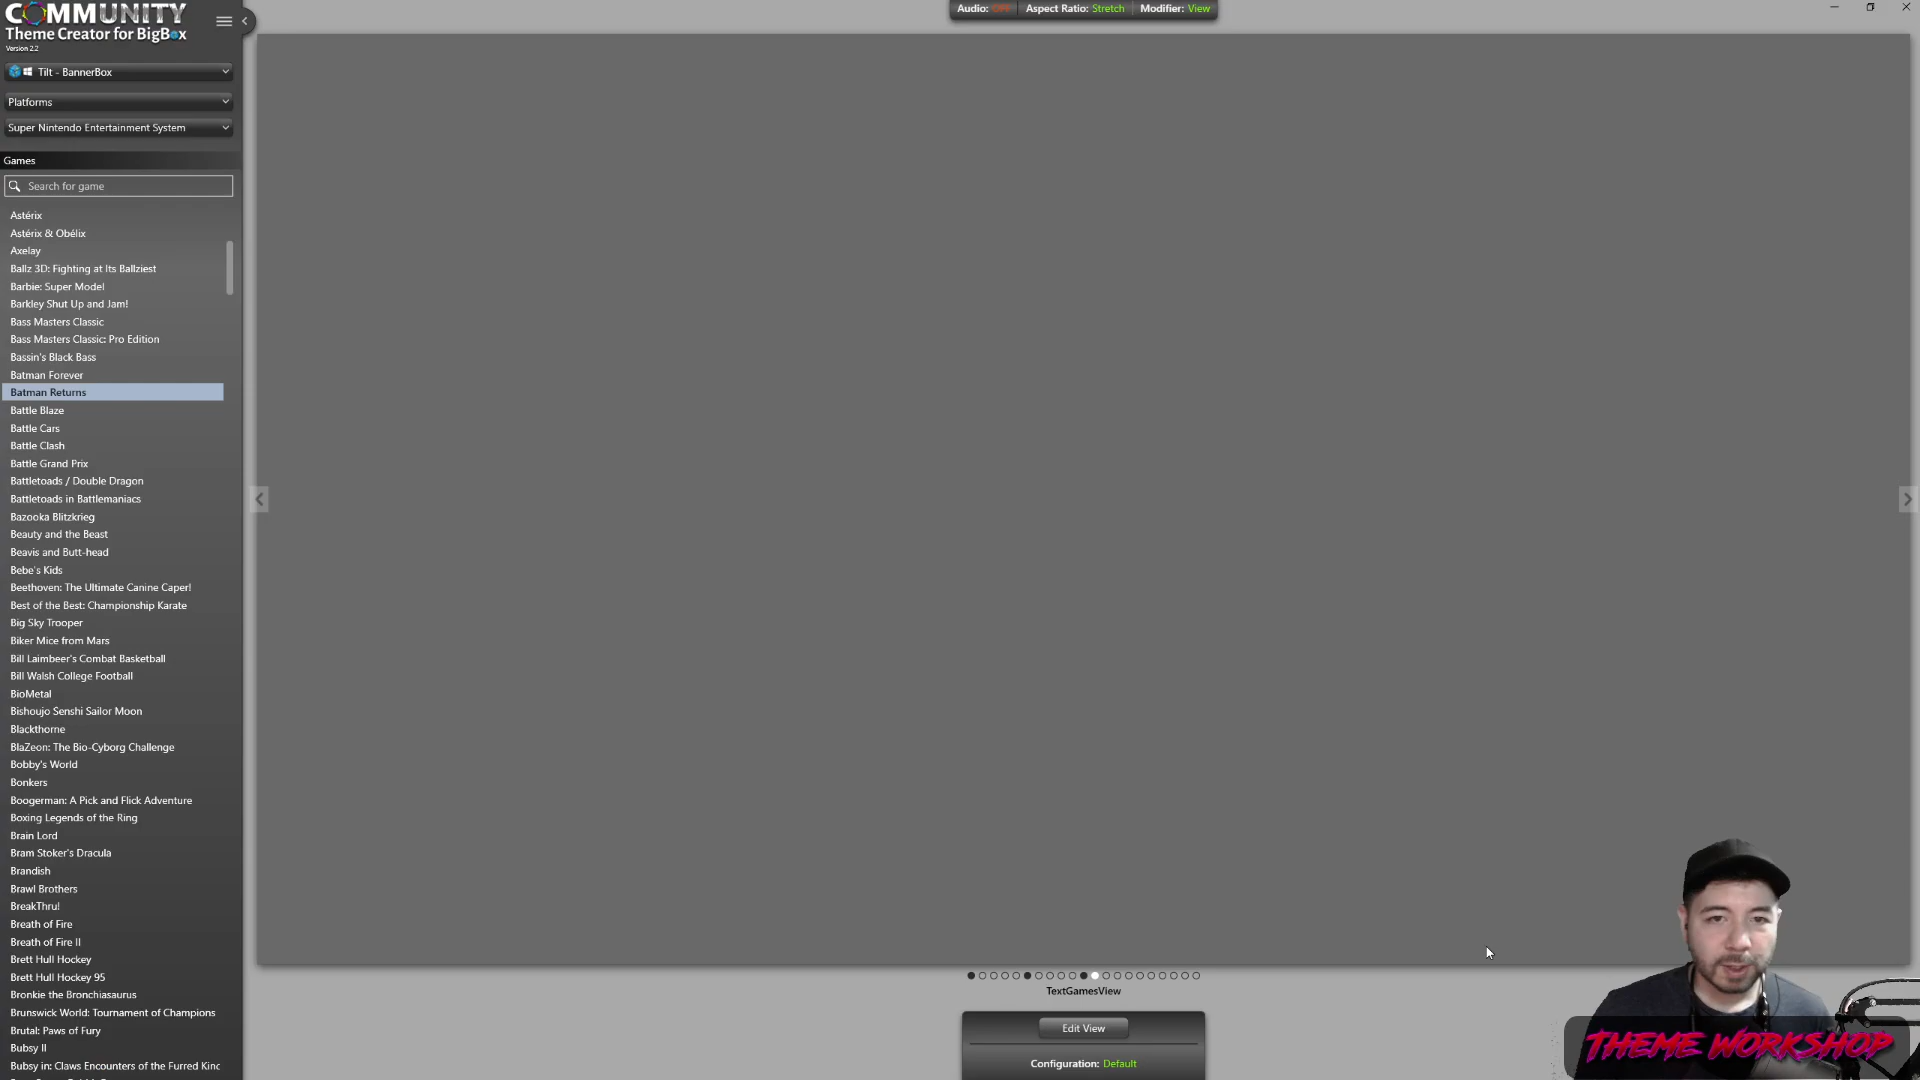 COMMUNITY
Theme Creator for BigBox
Version 2.2
Audio: OFF Aspect Ratio: Stretch Modifier: View
Tilt - BannerBox
Platforms
Super Nintendo Entertainment System
Games
Search for game
Astérix
Astérix & Obélix
Axelay
Ballz 3D: Fighting at Its Ballziest
Barbie: Super Model
Barkley Shut Up and Jam!
Bass Masters Classic
Bass Masters Classic: Pro Edition
Bassin's Black Bass
Batman Forever
Batman Returns
Battle Blaze
Battle Cars
Battle Clash
Battle Grand Prix
Battletoads / Double Dragon
Battletoads in Battlemaniacs
Bazooka Blitzkrieg
Beauty and the Beast
Beavis and Butt-head
Bebe's Kids
Beethoven: The Ultimate Canine Caper!
Best of the Best: Championship Karate
Big Sky Trooper
Biker Mice from Mars
Bill Laimbeer's Combat Basketball
Bill Walsh College Football
BioMetal
Bishoujo Senshi Sailor Moon
Blackthorne
BlaZeon: The Bio-Cyborg Challenge
Bobby's World
Bonkers
Boogerman: A Pick and Flick Adventure
Boxing Legends of the Ring
Brain Lord
Bram Stoker's Dracula
Brandish
Brawl Brothers
BreakThru!
Breath of Fire
Breath of Fire II
Brett Hull Hockey
Brett Hull Hockey 95
Bronkie the Bronchiasaurus
Brunswick World: Tournament of Champions
Brutal: Paws of Fury
Bubsy II
Bubsy in: Claws Encounters of the Furred Kinc
TextGamesView
Edit View
Configuration: Default
THEME WORKSHOP